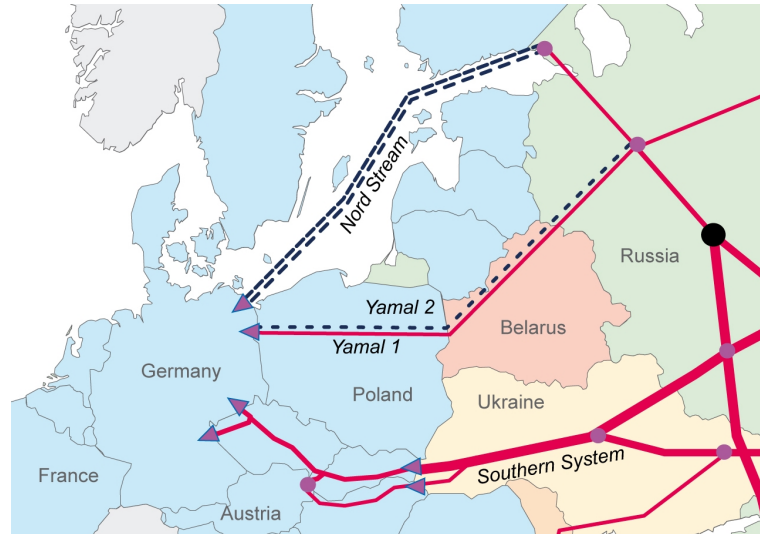 Nord Stream
Russia
Yamal 2
Belarus
Yamal 1
Germany
Poland
Ukraine
Southern System
France
Austria